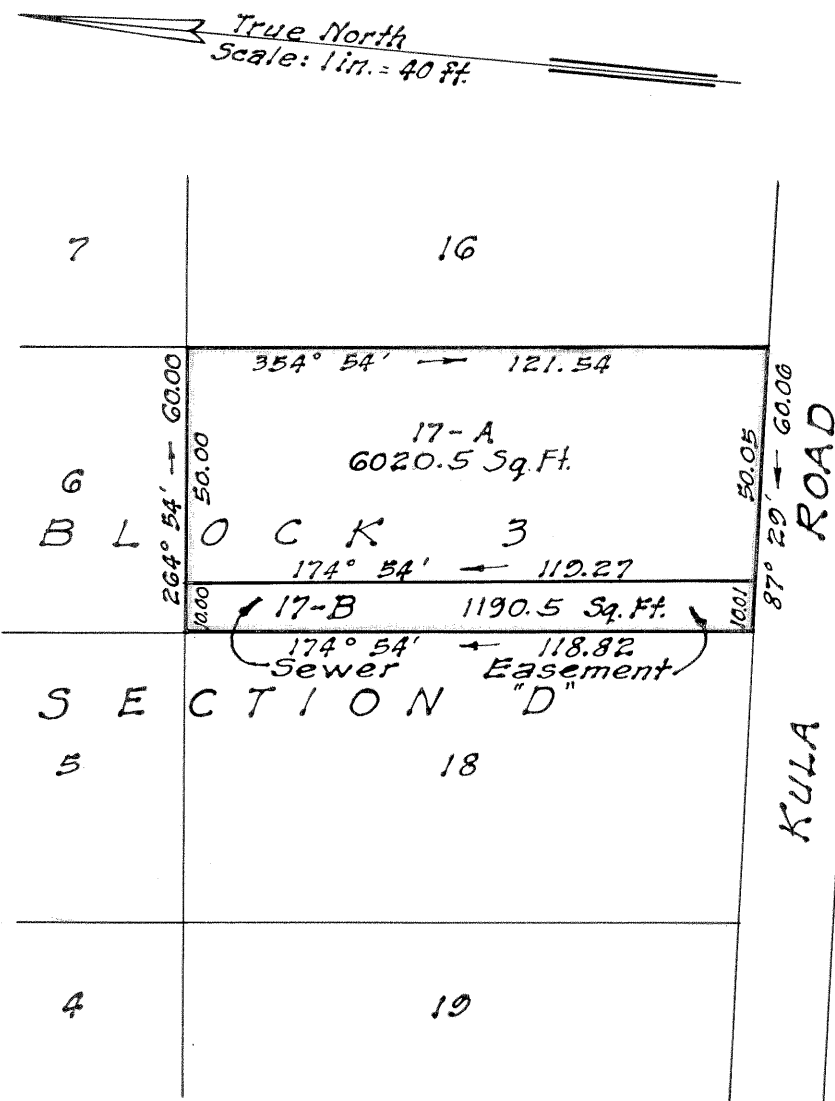 True North
Scale: 1in. = 40 ft.
7
16
354° 54' → 121.54
264° 54' → 60.00
50.00
17-A
6020.5 Sq. Ft.
50.05
87° 29' ← 60.06
KULA ROAD
6
BLOCK 3
174° 54' ← 119.27
10.00
17-B 1190.5 Sq. Ft.
10.01
174° 54' ← 118.82
Sewer Easement
SECTION "D"
5
18
4
19